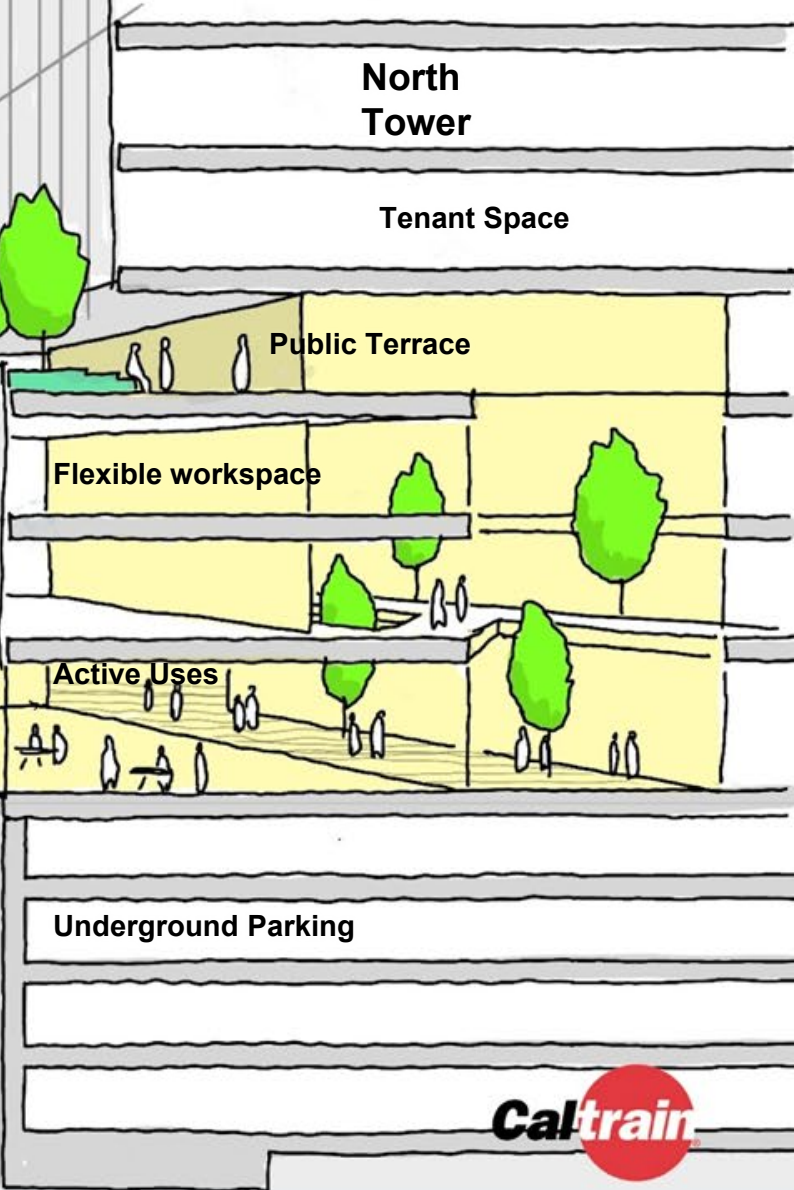 North
Tower
Tenant Space
Public Terrace
Flexible workspace
Active Uses
Underground Parking
Caltrain